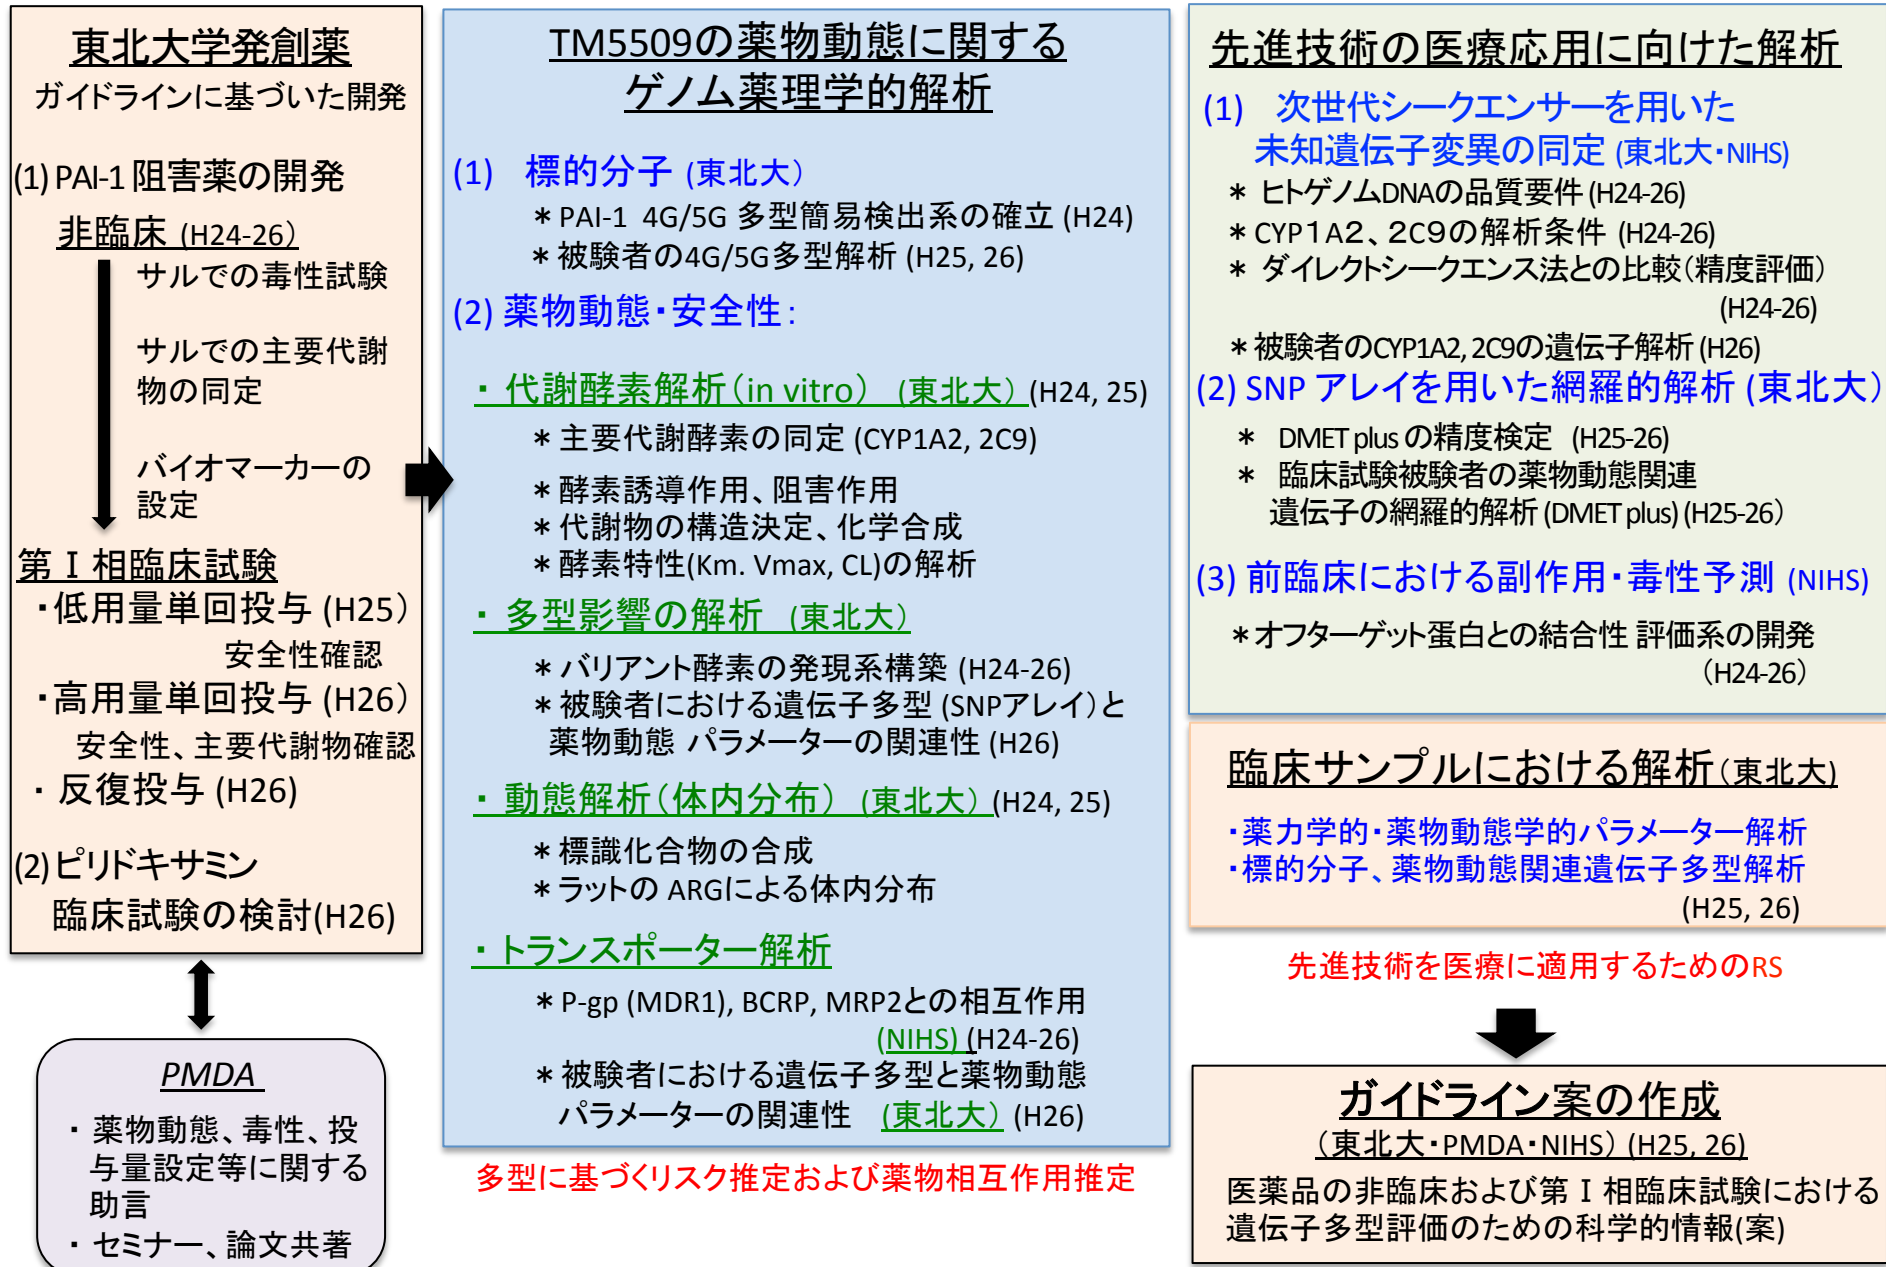 東北大学発創薬
ガイドラインに基づいた開発
(1) PAI-1 阻害薬の開発
非臨床 (H24-26)
サルでの毒性試験
サルでの主要代謝
物の同定
バイオマーカーの
設定
第Ⅰ相臨床試験
・低用量単回投与 (H25)
安全性確認
・高用量単回投与 (H26)
安全性、主要代謝物確認
・反復投与 (H26)
(2) ピリドキサミン
臨床試験の検討(H26)
PMDA
・薬物動態、毒性、投
与量設定等に関する
助言
・セミナー、論文共著
TM5509の薬物動態に関する
ゲノム薬理学的解析
(1) 標的分子 (東北大)
* PAI-1 4G/5G 多型簡易検出系の確立 (H24)
* 被験者の4G/5G多型解析 (H25, 26)
(2) 薬物動態・安全性:
・代謝酵素解析(in vitro) (東北大) (H24, 25)
* 主要代謝酵素の同定 (CYP1A2, 2C9)
* 酵素誘導作用、阻害作用
* 代謝物の構造決定、化学合成
* 酵素特性(Km. Vmax, CL)の解析
・多型影響の解析 (東北大)
* バリアント酵素の発現系構築 (H24-26)
* 被験者における遺伝子多型 (SNPアレイ)と
薬物動態 パラメーターの関連性 (H26)
・動態解析(体内分布) (東北大) (H24, 25)
* 標識化合物の合成
* ラットの ARGによる体内分布
・トランスポーター解析
* P-gp (MDR1), BCRP, MRP2との相互作用
(NIHS) (H24-26)
* 被験者における遺伝子多型と薬物動態
パラメーターの関連性 (東北大) (H26)
多型に基づくリスク推定および薬物相互作用推定
先進技術の医療応用に向けた解析
(1) 次世代シークエンサーを用いた
未知遺伝子変異の同定 (東北大・NIHS)
* ヒトゲノムDNAの品質要件 (H24-26)
* CYP1A2、2C9の解析条件 (H24-26)
* ダイレクトシークエンス法との比較(精度評価)
(H24-26)
* 被験者のCYP1A2, 2C9の遺伝子解析 (H26)
(2) SNP アレイを用いた網羅的解析 (東北大)
* DMET plus の精度検定 (H25-26)
* 臨床試験被験者の薬物動態関連
遺伝子の網羅的解析 (DMET plus) (H25-26)
(3) 前臨床における副作用・毒性予測 (NIHS)
* オフターゲット蛋白との結合性 評価系の開発
(H24-26)
臨床サンプルにおける解析(東北大)
・薬力学的・薬物動態学的パラメーター解析
・標的分子、薬物動態関連遺伝子多型解析
(H25, 26)
先進技術を医療に適用するためのRS
ガイドライン案の作成
(東北大・PMDA・NIHS) (H25, 26)
医薬品の非臨床および第Ⅰ相臨床試験における
遺伝子多型評価のための科学的情報(案)